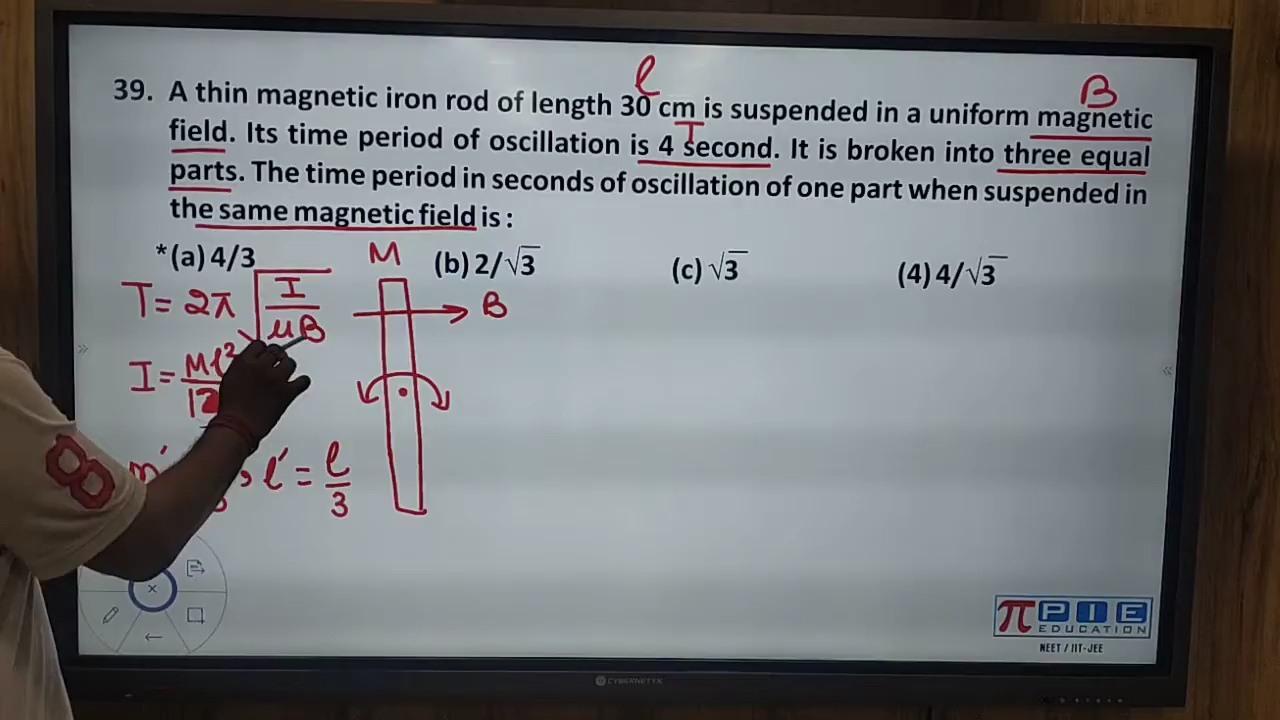 l B
39. A thin magnetic iron rod of length 30 cm is suspended in a uniform magnetic
T
field. Its time period of oscillation is 4 second. It is broken into three equal
parts. The time period in seconds of oscillation of one part when suspended in
the same magnetic field is :
*(a) 4/3 (b) 2/√3 (c) √3 (4) 4/√3
M
T = 2π √(I/μB)
B
I = Ml²/12
m' , l' = l/3
8
π PIE
EDUCATION
NEET / IIT-JEE
CYBERNETYX